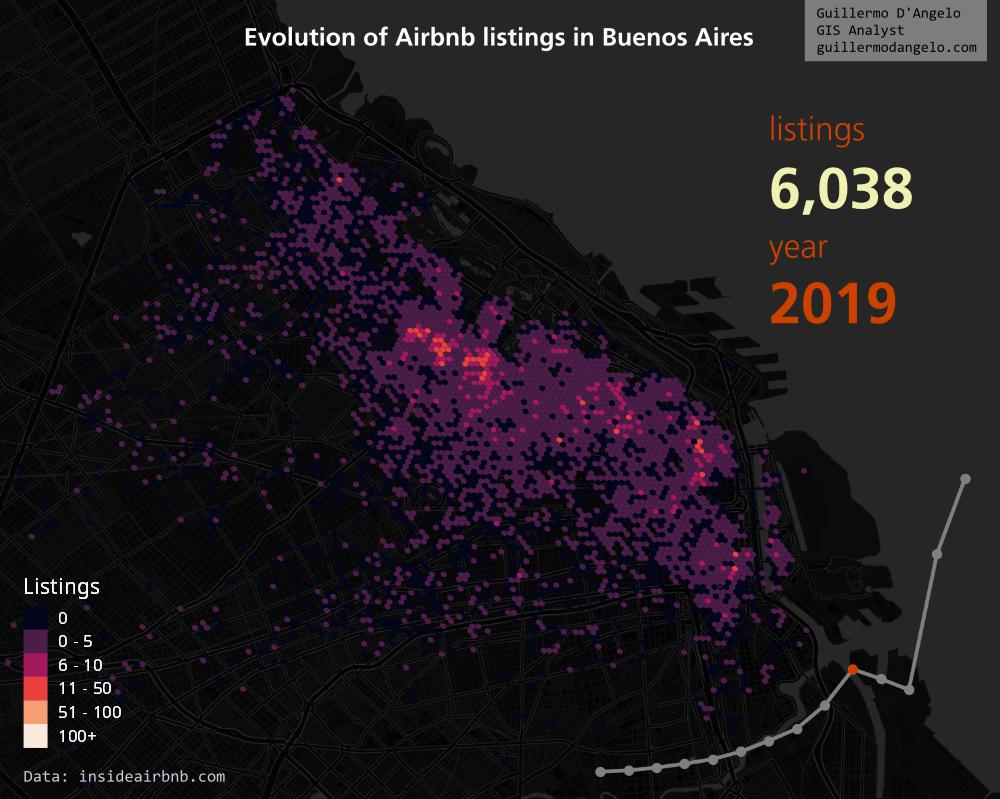 Evolution of Airbnb listings in Buenos Aires
Guillermo D'Angelo
GIS Analyst
guillermodangelo.com
listings
6,038
year
2019
Listings
0
0 - 5
6 - 10
11 - 50
51 - 100
100+
Data: insideairbnb.com